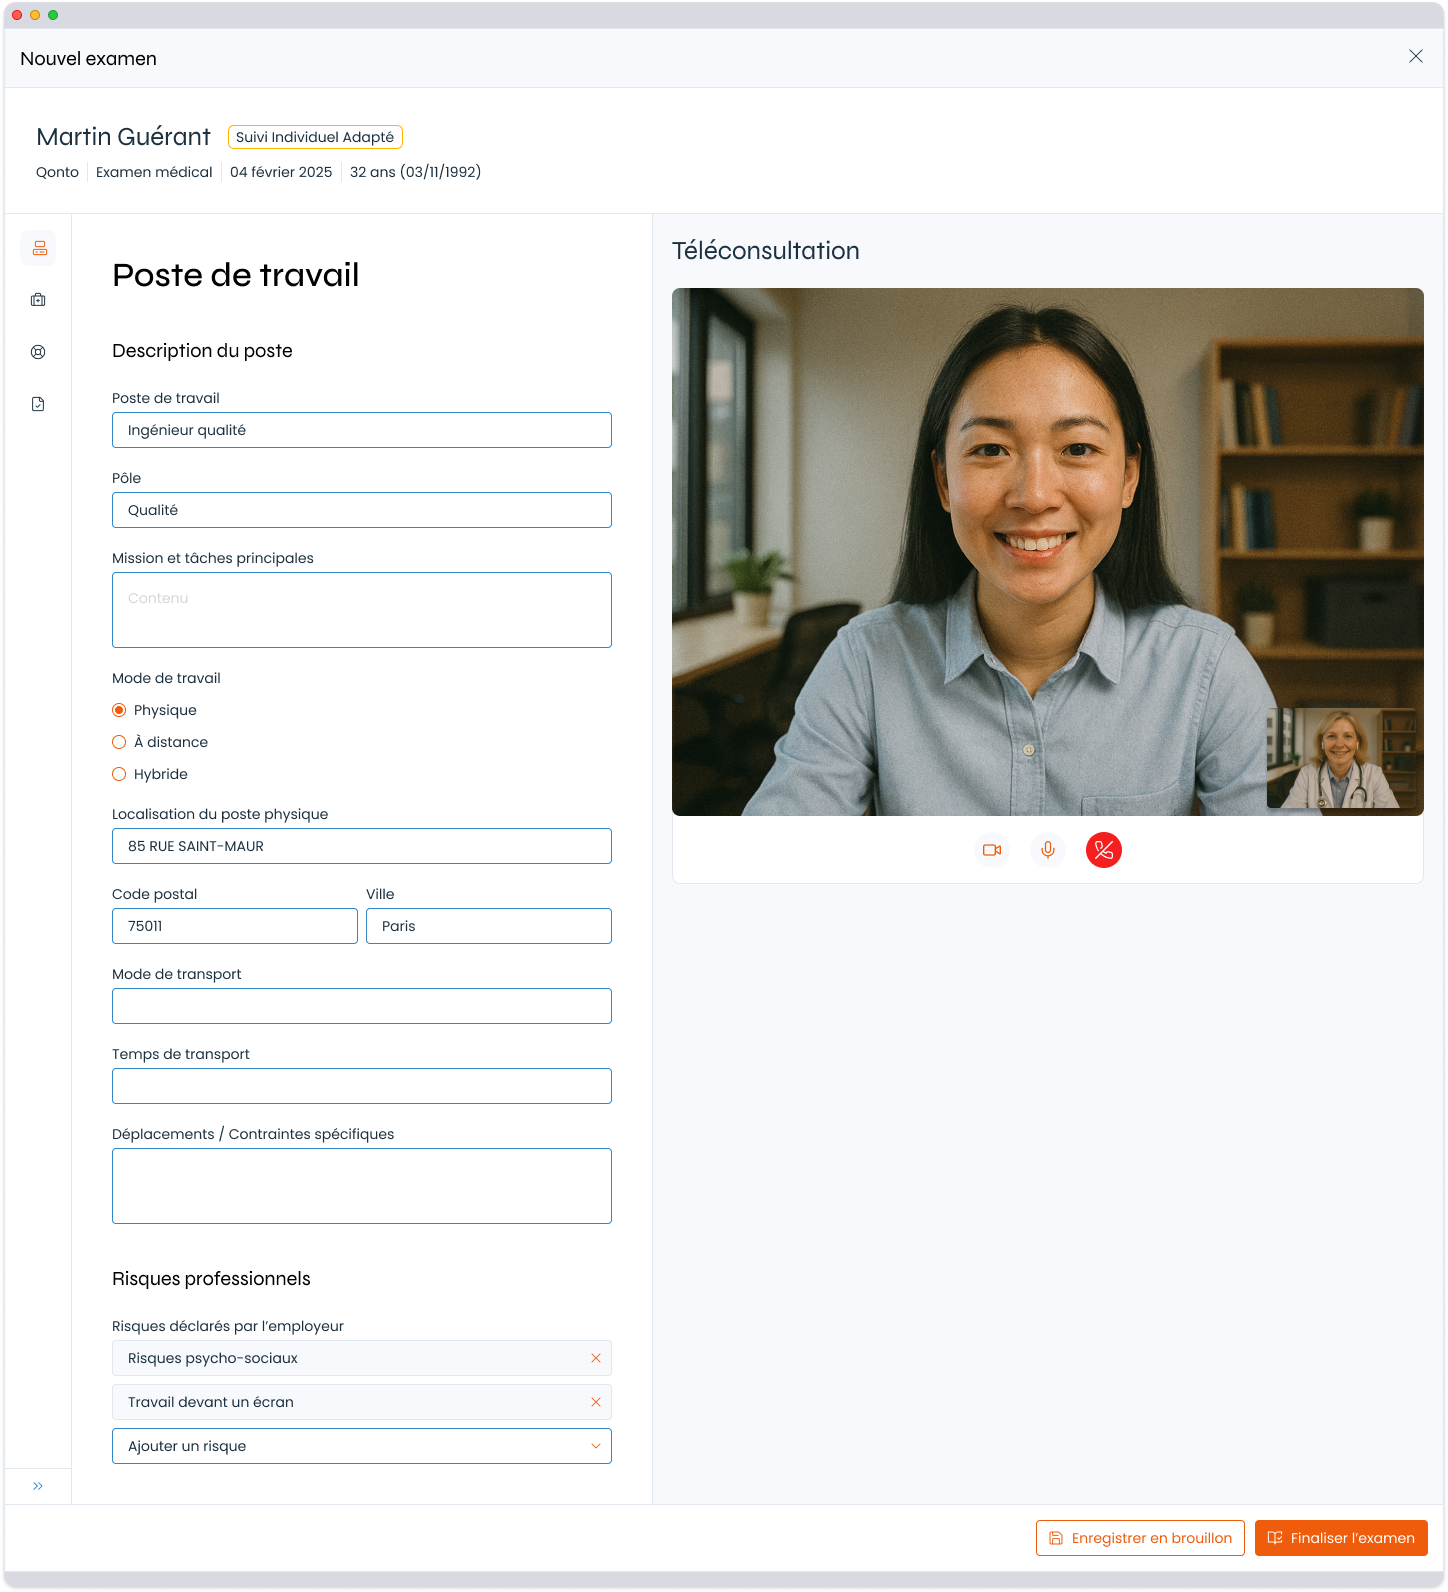 Nouvel examen
Martin Guérant
Suivi Individuel Adapté
Qonto
Examen médical
04 février 2025
32 ans (03/11/1992)
Poste de travail
Description du poste
Poste de travail
Ingénieur qualité
Pôle
Qualité
Mission et tâches principales
Contenu
Mode de travail
Physique
À distance
Hybride
Localisation du poste physique
85 RUE SAINT-MAUR
Code postal
Ville
75011
Paris
Mode de transport
Temps de transport
Déplacements / Contraintes spécifiques
Risques professionnels
Risques déclarés par l'employeur
Risques psycho-sociaux
Travail devant un écran
Ajouter un risque
Téléconsultation
Enregistrer en brouillon
Finaliser l'examen